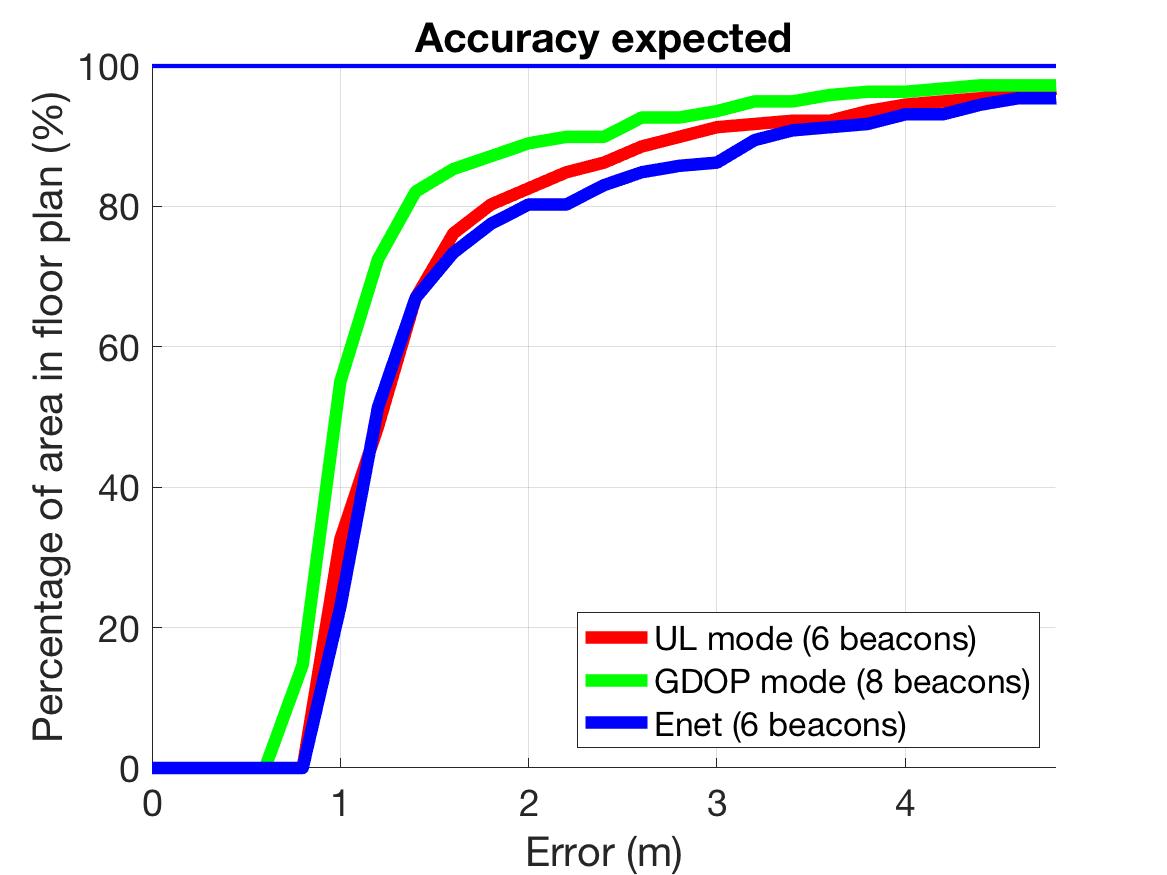 Accuracy expected
100
80
60
40
20
0
Percentage of area in floor plan (%)
UL mode (6 beacons)
GDOP mode (8 beacons)
Enet (6 beacons)
0 1 2 3 4
Error (m)